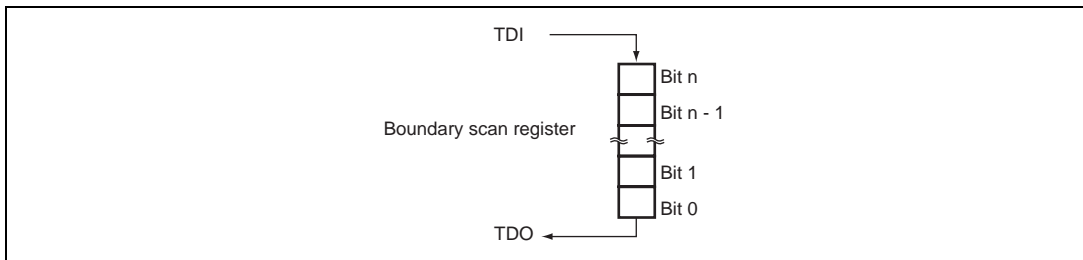 TDI
Bit n
Bit n - 1
Boundary scan register
Bit 1
Bit 0
TDO